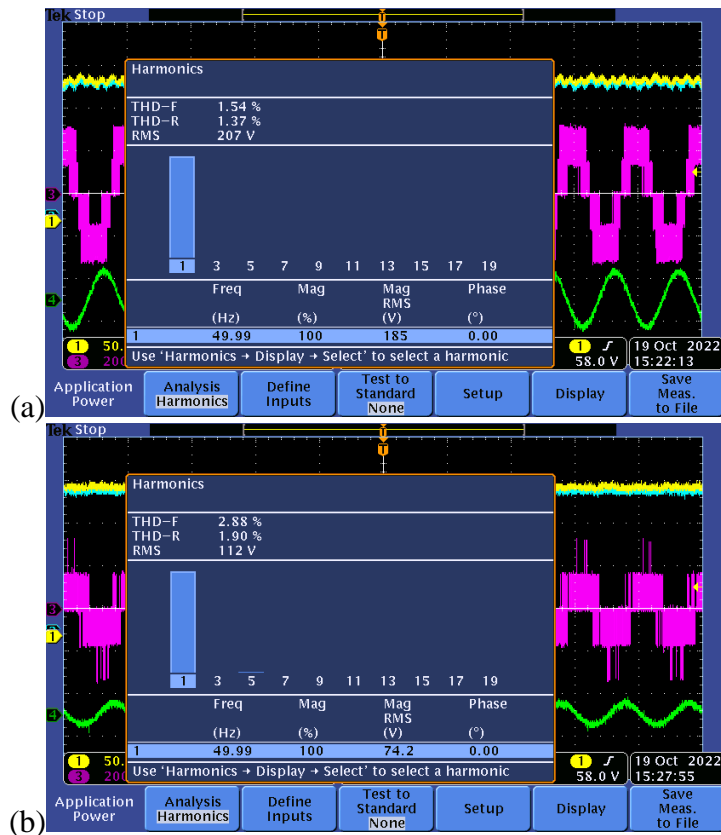 Tek Stop
T
T
Harmonics
THD-F 1.54 %
THD-R 1.37 %
RMS 207 V
3
1
4
1 3 5 7 9 11 13 15 17 19
Freq Mag Mag Phase
RMS
(Hz) (%) (V) (°)
1 49.99 100 185 0.00
Use 'Harmonics → Display → Select' to select a harmonic
1 50.
3 200
1 58.0 V
19 Oct 2022
15:22:13
(a)
Application Power
Analysis Harmonics
Define Inputs
Test to Standard None
Setup
Display
Save Meas. to File
Tek Stop
T
T
Harmonics
THD-F 2.88 %
THD-R 1.90 %
RMS 112 V
3
1
4
1 3 5 7 9 11 13 15 17 19
Freq Mag Mag Phase
RMS
(Hz) (%) (V) (°)
1 49.99 100 74.2 0.00
Use 'Harmonics → Display → Select' to select a harmonic
1 50.
3 200
1 58.0 V
19 Oct 2022
15:27:55
(b)
Application Power
Analysis Harmonics
Define Inputs
Test to Standard None
Setup
Display
Save Meas. to File